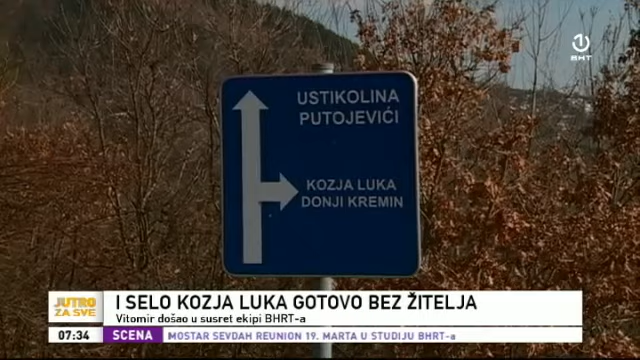 1
BHT
USTIKOLINA
PUTOJEVIĆI
KOZJA LUKA
DONJI KREMIN
JUTRO
ZA SVE
I SELO KOZJA LUKA GOTOVO BEZ ŽITELJA
Vitomir došao u susret ekipi BHRT-a
07:34 SCENA MOSTAR SEVDAH REUNION 19. MARTA U STUDIJU BHRT-a